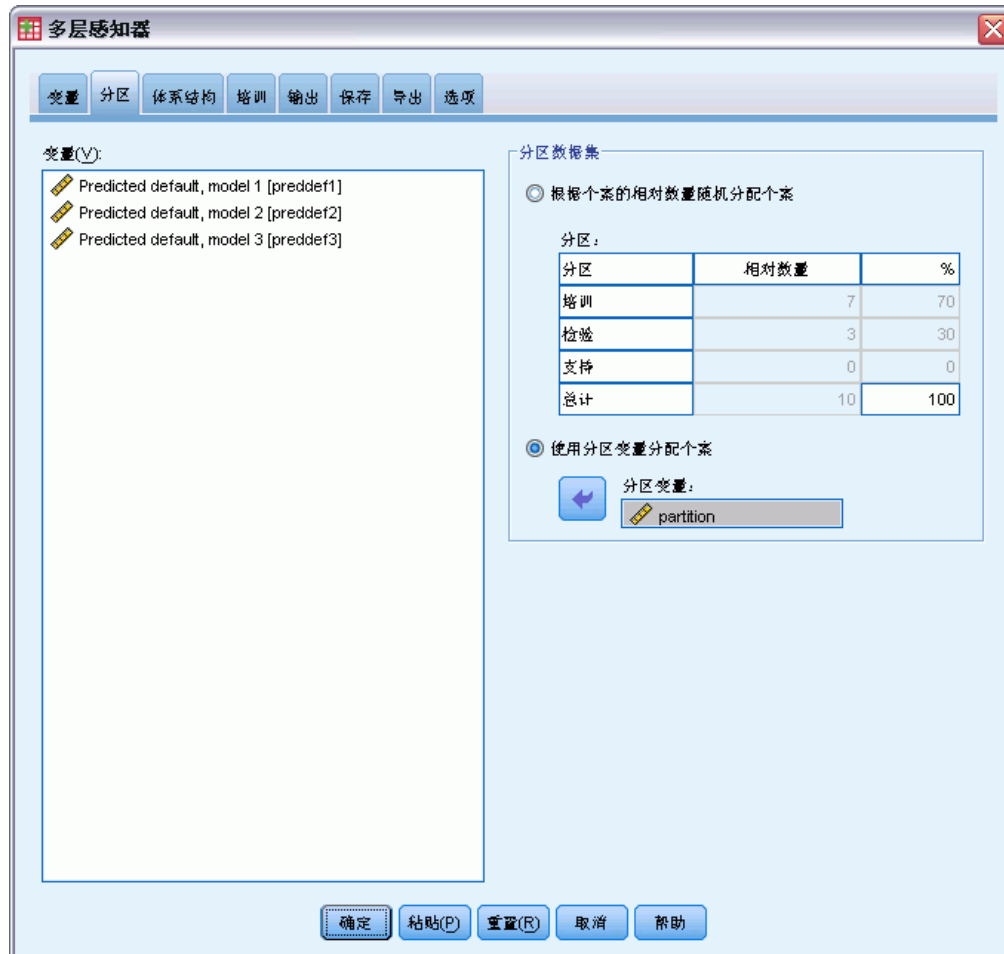 多层感知器
变量 分区 体系结构 培训 输出 保存 导出 选项
变量(V):
Predicted default, model 1 [preddef1]
Predicted default, model 2 [preddef2]
Predicted default, model 3 [preddef3]
分区数据集
根据个案的相对数量随机分配个案
分区:
分区 相对数量 %
培训 7 70
检验 3 30
支持 0 0
总计 10 100
使用分区变量分配个案
分区变量:
partition
确定 粘贴(P) 重置(R) 取消 帮助